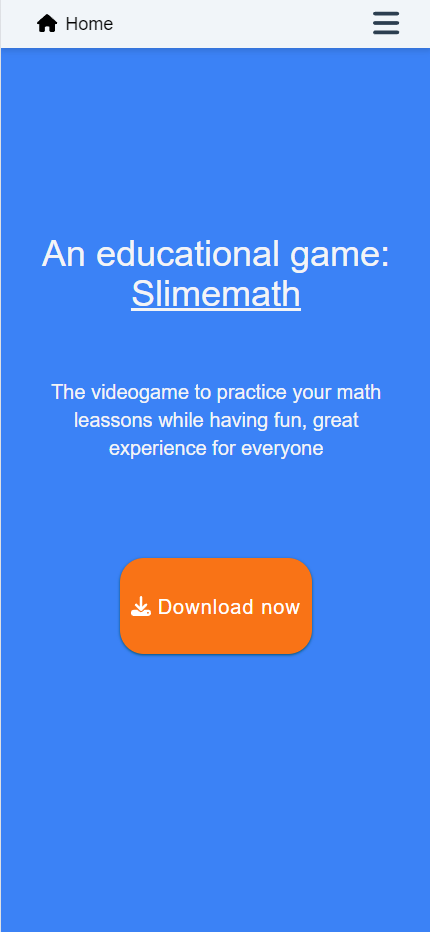 Home
An educational game:
Slimemath
The videogame to practice your math
leassons while having fun, great
experience for everyone
Download now